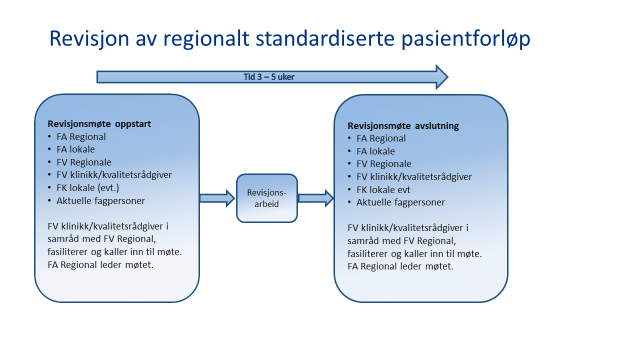 Revisjon av regionalt standardiserte pasientforløp
Tid 3 – 5 uker
Revisjonsmøte oppstart
• FA Regional
• FA lokale
• FV Regionale
• FV klinikk/kvalitetsrådgiver
• FK lokale (evt.)
• Aktuelle fagpersoner
FV klinikk/kvalitetsrådgiver i
samråd med FV Regional,
fasiliterer og kaller inn til møte.
FA Regional leder møtet.
Revisjons-
arbeid
Revisjonsmøte avslutning
• FA Regional
• FA lokale
• FV Regionale
• FV klinikk/kvalitetsrådgiver
• FK lokale evt
• Aktuelle fagpersoner
FV klinikk/kvalitetsrådgiver i
samråd med FV Regional,
fasiliterer og kaller inn til møte.
FA Regional leder møtet.